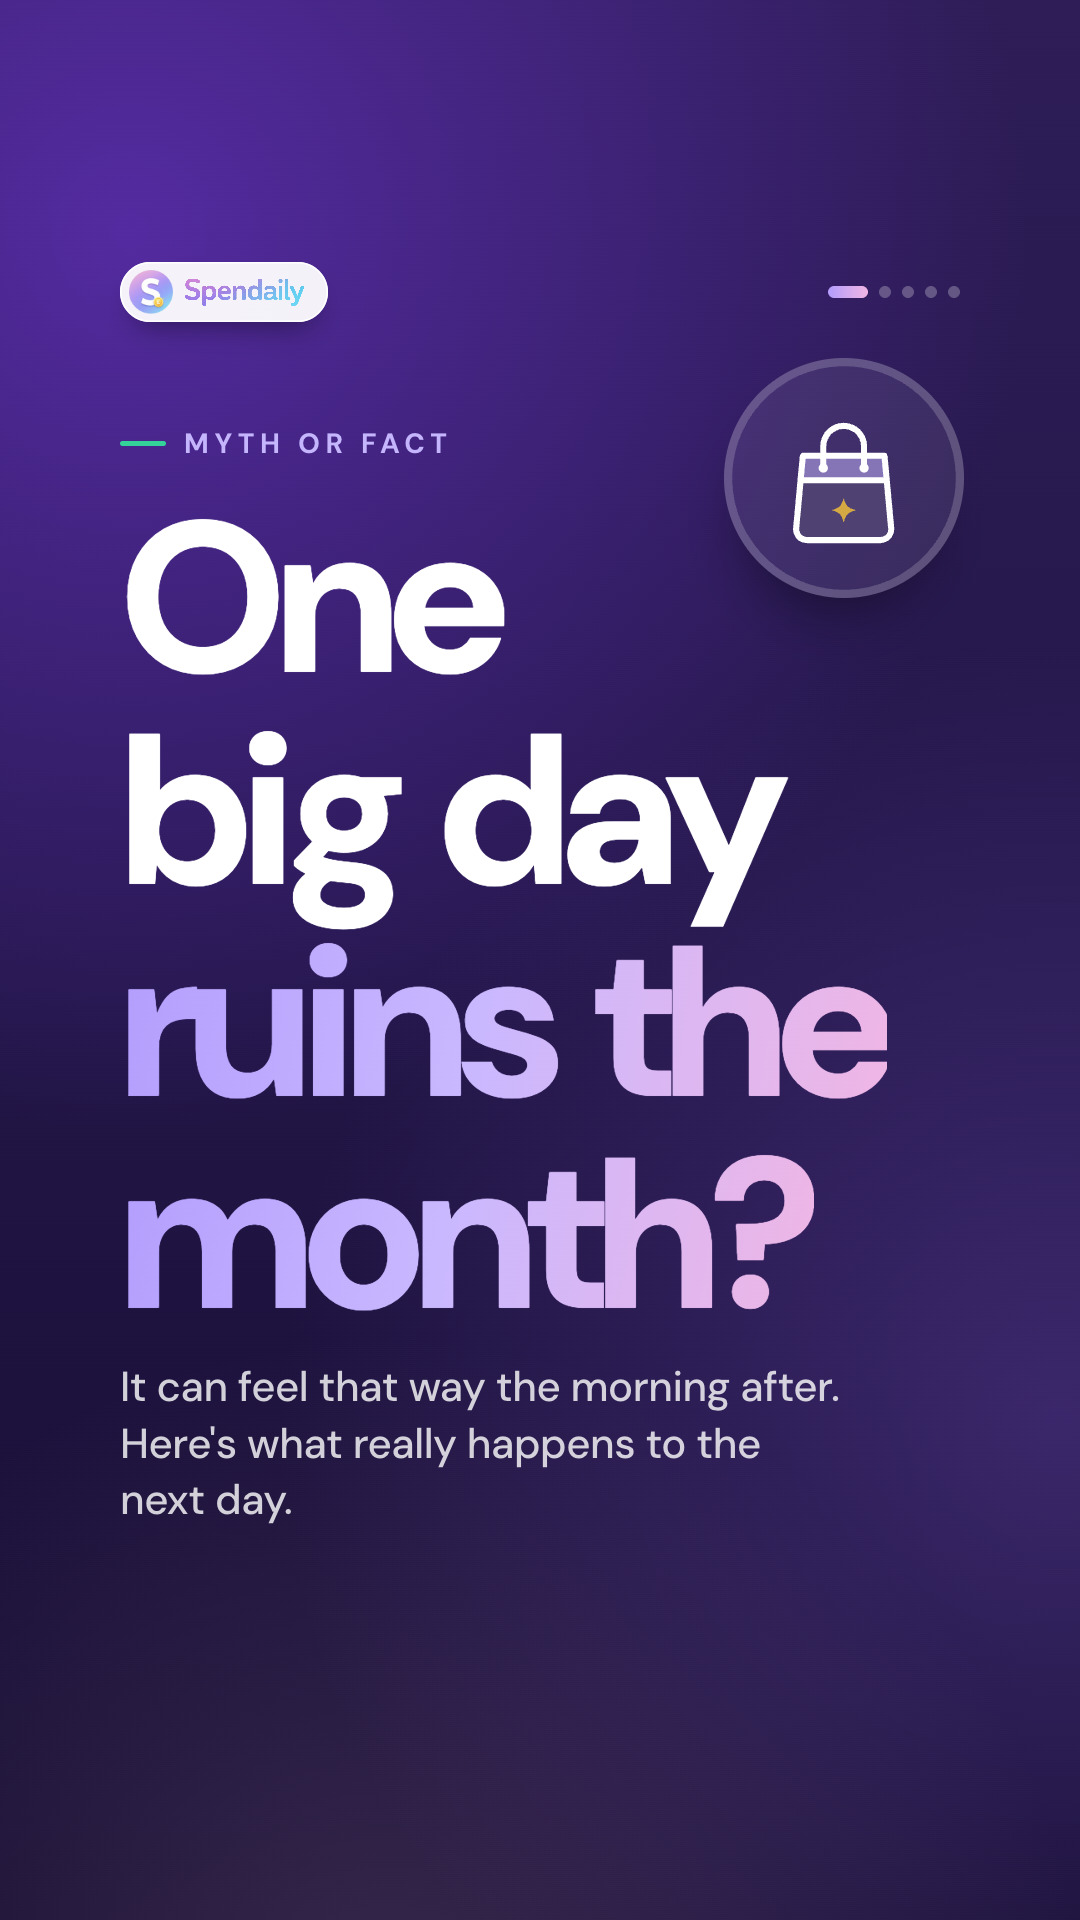 Spendaily
MYTH OR FACT
One
big day
ruins the
month?
It can feel that way the morning after.
Here's what really happens to the
next day.